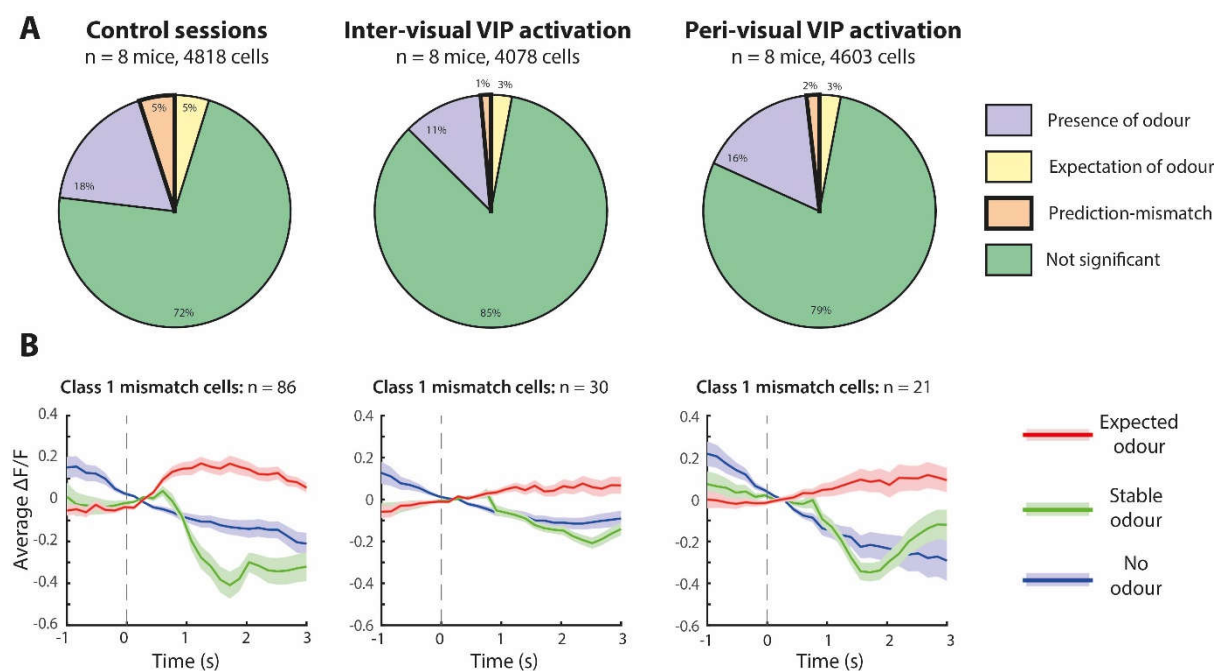 A
Control sessions
n = 8 mice, 4818 cells
5%
5%
18%
72%
Inter-visual VIP activation
n = 8 mice, 4078 cells
1%
3%
11%
85%
Peri-visual VIP activation
n = 8 mice, 4603 cells
2%
3%
16%
79%
Presence of odour
Expectation of odour
Prediction-mismatch
Not significant
B
Class 1 mismatch cells: n = 86
Average ΔF/F
0.4
0.2
0
-0.2
-0.4
-0.6
-1
0
1
2
3
Time (s)
Class 1 mismatch cells: n = 30
0.4
0.2
0
-0.2
-0.4
-0.6
-1
0
1
2
3
Time (s)
Class 1 mismatch cells: n = 21
0.4
0.2
0
-0.2
-0.4
-0.6
-1
0
1
2
3
Time (s)
Expected
odour
Stable
odour
No
odour